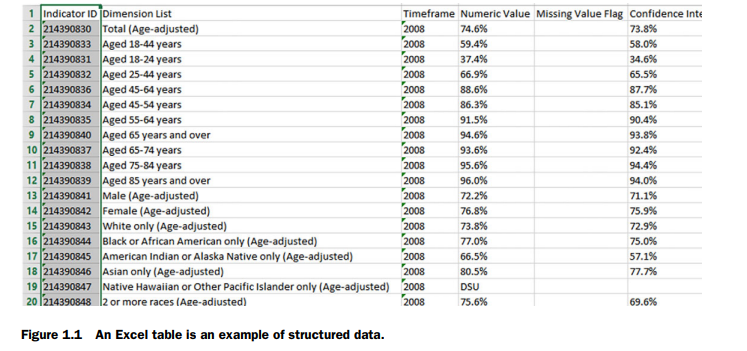 1 Indicator ID Dimension List Timeframe Numeric Value Missing Value Flag Confidence Inte
2 214390830 Total (Age-adjusted) 2008 74.6% 73.8%
3 214390833 Aged 18-44 years 2008 59.4% 58.0%
4 214390831 Aged 18-24 years 2008 37.4% 34.6%
5 214390832 Aged 25-44 years 2008 66.9% 65.5%
6 214390836 Aged 45-64 years 2008 88.6% 87.7%
7 214390834 Aged 45-54 years 2008 86.3% 85.1%
8 214390835 Aged 55-64 years 2008 91.5% 90.4%
9 214390840 Aged 65 years and over 2008 94.6% 93.8%
10 214390837 Aged 65-74 years 2008 93.6% 92.4%
11 214390838 Aged 75-84 years 2008 95.6% 94.4%
12 214390839 Aged 85 years and over 2008 96.0% 94.0%
13 214390841 Male (Age-adjusted) 2008 72.2% 71.1%
14 214390842 Female (Age-adjusted) 2008 76.8% 75.9%
15 214390843 White only (Age-adjusted) 2008 73.8% 72.9%
16 214390844 Black or African American only (Age-adjusted) 2008 77.0% 75.0%
17 214390845 American Indian or Alaska Native only (Age-adjusted) 2008 66.5% 57.1%
18 214390846 Asian only (Age-adjusted) 2008 80.5% 77.7%
19 214390847 Native Hawaiian or Other Pacific Islander only (Age-adjusted) 2008 DSU
20 214390848 2 or more races (Age-adjusted) 2008 75.6% 69.6%
Figure 1.1 An Excel table is an example of structured data.